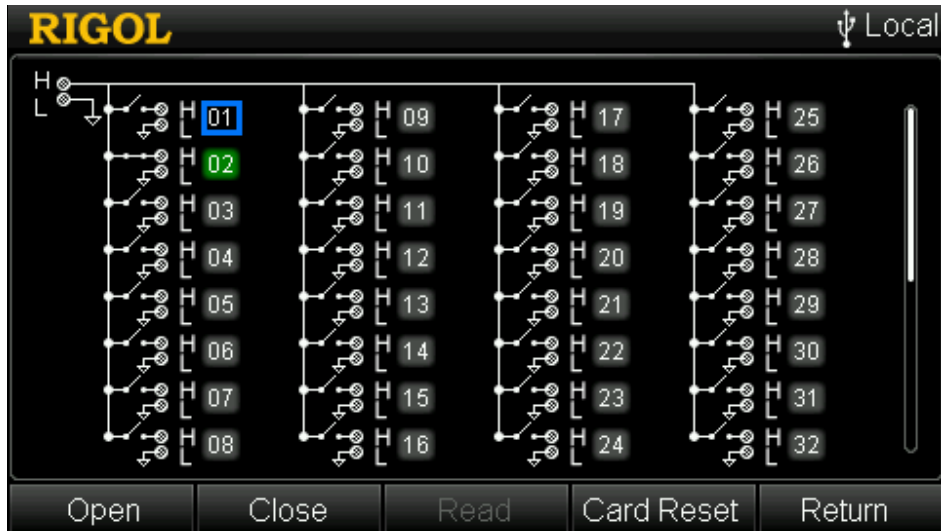 RIGOL Local
H
L
H L 01 H L 09 H L 17 H L 25
H L 02 H L 10 H L 18 H L 26
H L 03 H L 11 H L 19 H L 27
H L 04 H L 12 H L 20 H L 28
H L 05 H L 13 H L 21 H L 29
H L 06 H L 14 H L 22 H L 30
H L 07 H L 15 H L 23 H L 31
H L 08 H L 16 H L 24 H L 32
Open Close Read Card Reset Return